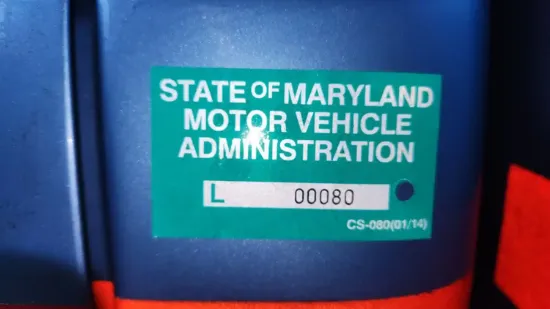 STATE OF MARYLAND
MOTOR VEHICLE
ADMINISTRATION
L 00080
CS-080(01/14)